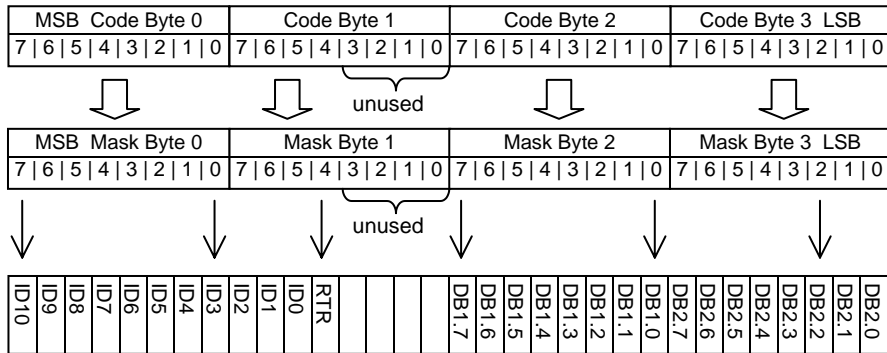 MSB Code Byte 0 Code Byte 1 Code Byte 2 Code Byte 3 LSB
7 | 6 | 5 | 4 | 3 | 2 | 1 | 0 7 | 6 | 5 | 4 | 3 | 2 | 1 | 0 7 | 6 | 5 | 4 | 3 | 2 | 1 | 0 7 | 6 | 5 | 4 | 3 | 2 | 1 | 0
unused
MSB Mask Byte 0 Mask Byte 1 Mask Byte 2 Mask Byte 3 LSB
7 | 6 | 5 | 4 | 3 | 2 | 1 | 0 7 | 6 | 5 | 4 | 3 | 2 | 1 | 0 7 | 6 | 5 | 4 | 3 | 2 | 1 | 0 7 | 6 | 5 | 4 | 3 | 2 | 1 | 0
unused
ID10 ID9 ID8 ID7 ID6 ID5 ID4 ID3 ID2 ID1 ID0 RTR DB1.7 DB1.6 DB1.5 DB1.4 DB1.3 DB1.2 DB1.1 DB1.0 DB2.7 DB2.6 DB2.5 DB2.4 DB2.3 DB2.2 DB2.1 DB2.0